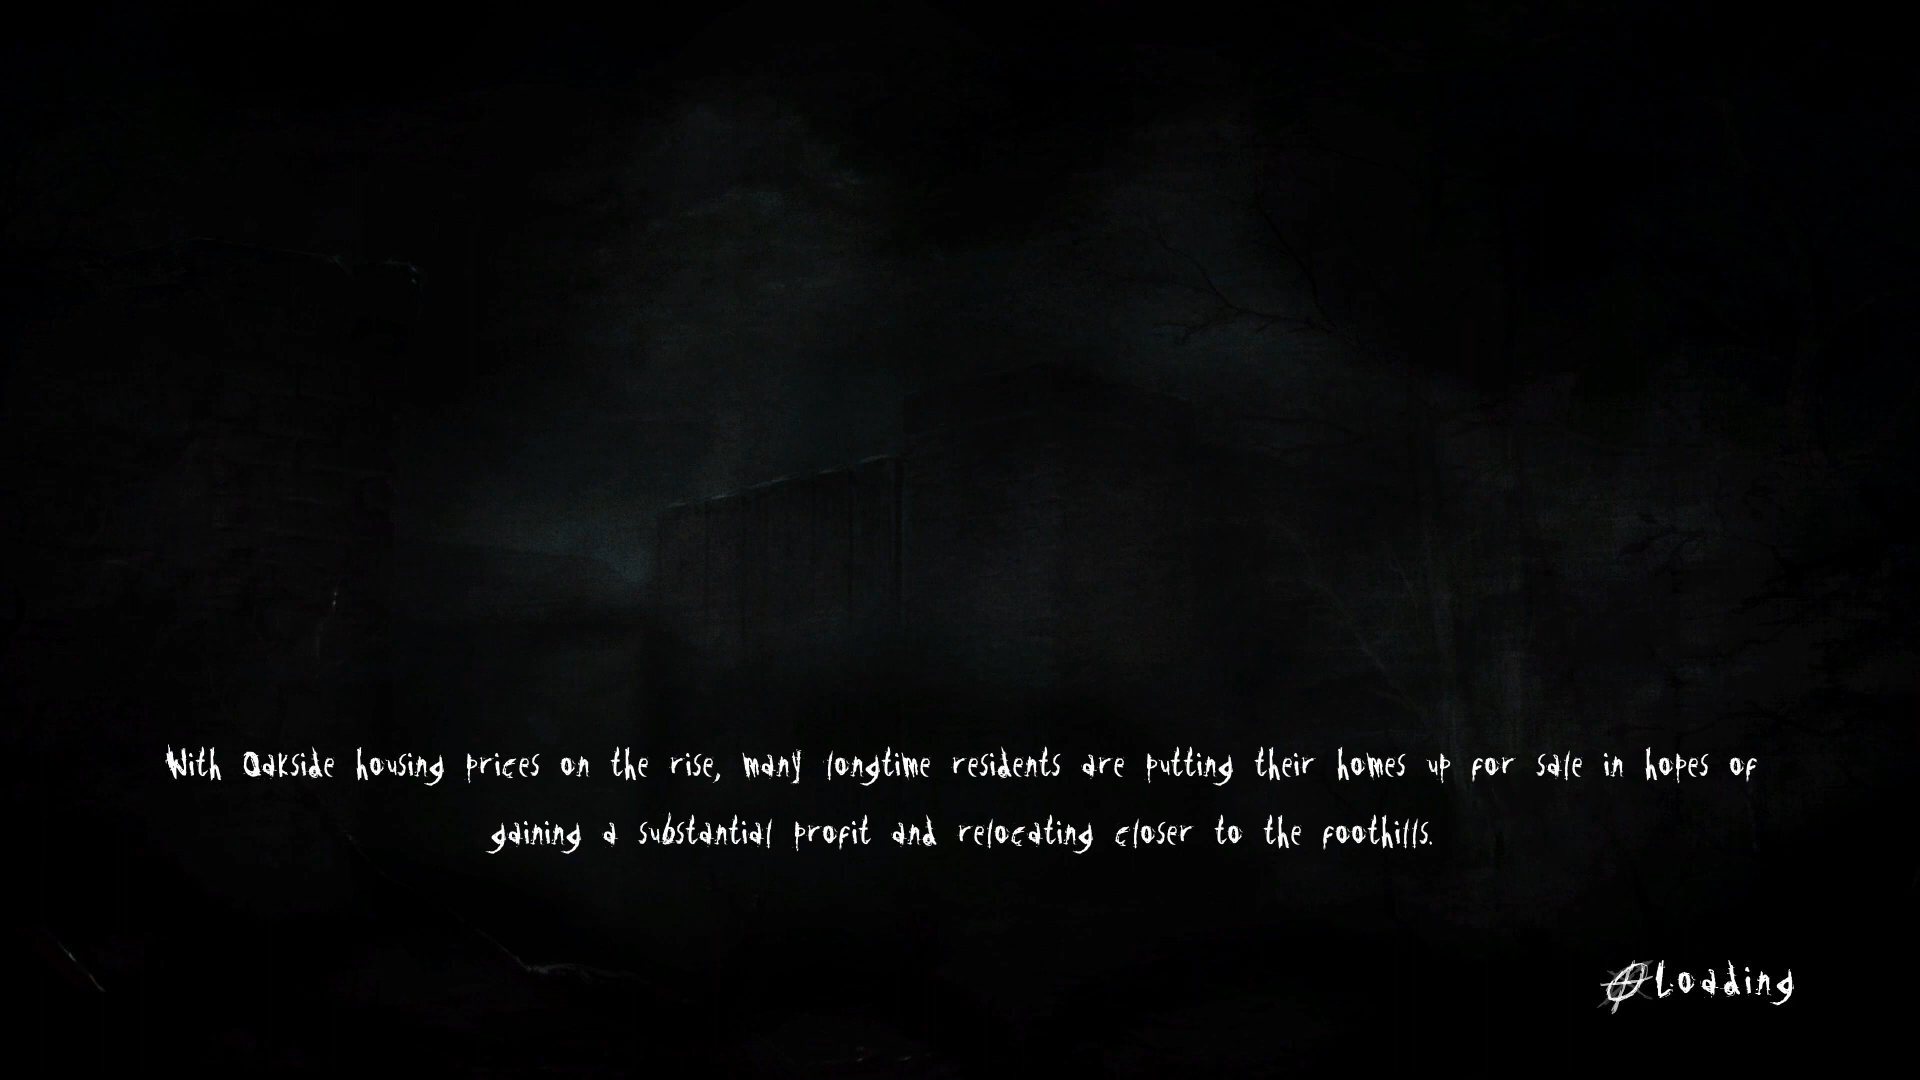 With Oakside housing prices on the rise, many longtime residents are putting their homes up for sale in hopes of
gaining a substantial profit and relocating closer to the foothills.
Loading